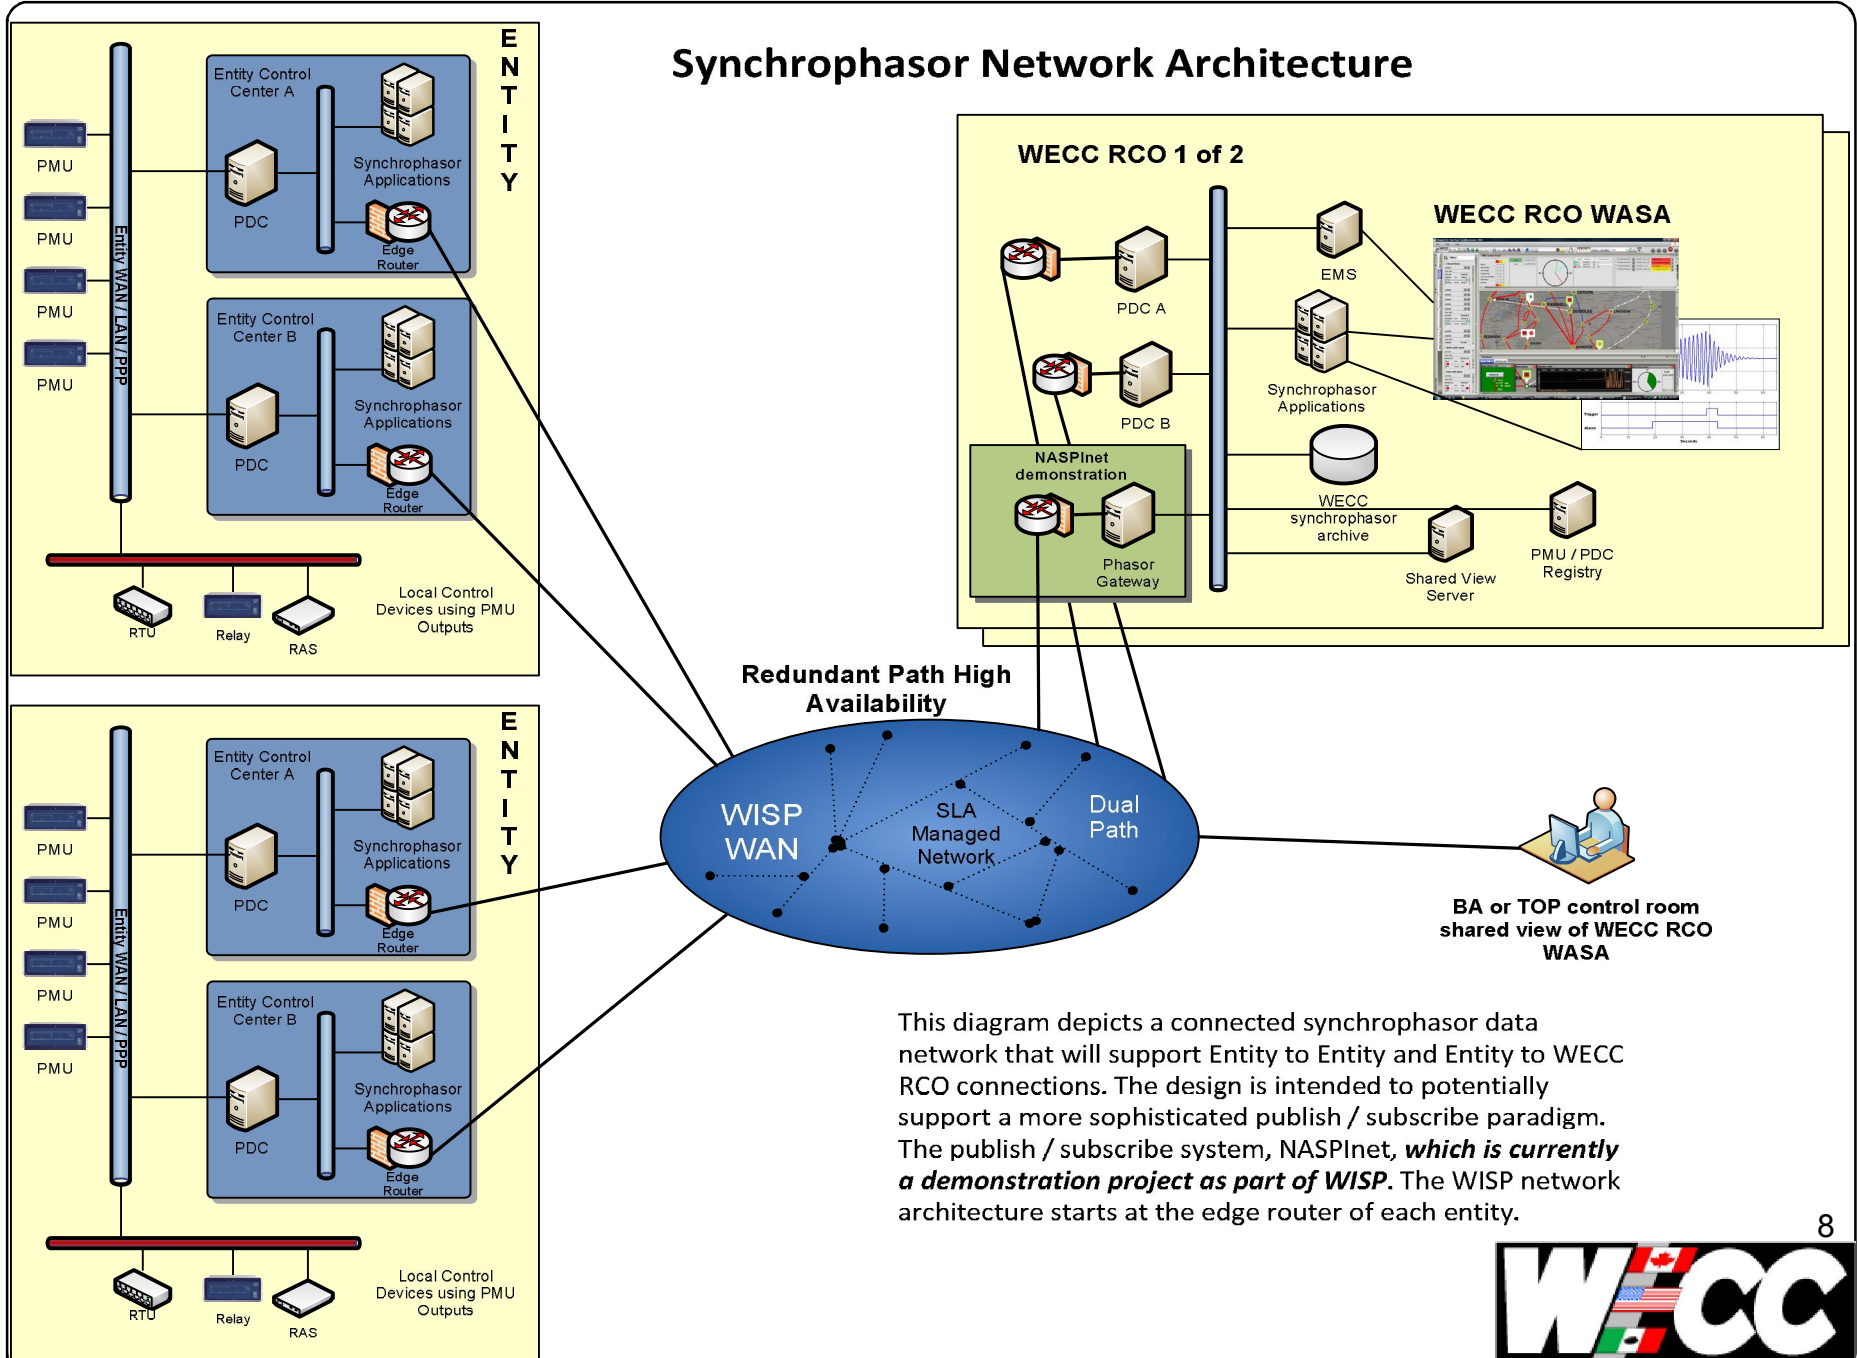 Synchrophasor Network Architecture
E
N
T
I
T
Y
Entity Control
Center A
Synchrophasor
Applications
PDC
Edge
Router
PMU
PMU
PMU
PMU
Entity WAN / LAN / PPP
Entity Control
Center B
Synchrophasor
Applications
PDC
Edge
Router
RTU
Relay
RAS
Local Control
Devices using PMU
Outputs
E
N
T
I
T
Y
Entity Control
Center A
Synchrophasor
Applications
PDC
Edge
Router
PMU
PMU
PMU
PMU
Entity WAN / LAN / PPP
Entity Control
Center B
Synchrophasor
Applications
PDC
Edge
Router
RTU
Relay
RAS
Local Control
Devices using PMU
Outputs
WECC RCO 1 of 2
WECC RCO WASA
PDC A
EMS
PDC B
Synchrophasor
Applications
Trigger
Alarm
Seconds
NASPInet
demonstration
Phasor
Gateway
WECC
synchrophasor
archive
Shared View
Server
PMU / PDC
Registry
Redundant Path High
Availability
WISP
WAN
SLA
Managed
Network
Dual
Path
BA or TOP control room
shared view of WECC RCO
WASA
This diagram depicts a connected synchrophasor data
network that will support Entity to Entity and Entity to WECC
RCO connections. The design is intended to potentially
support a more sophisticated publish / subscribe paradigm.
The publish / subscribe system, NASPInet, which is currently
a demonstration project as part of WISP. The WISP network
architecture starts at the edge router of each entity.
8
WECC